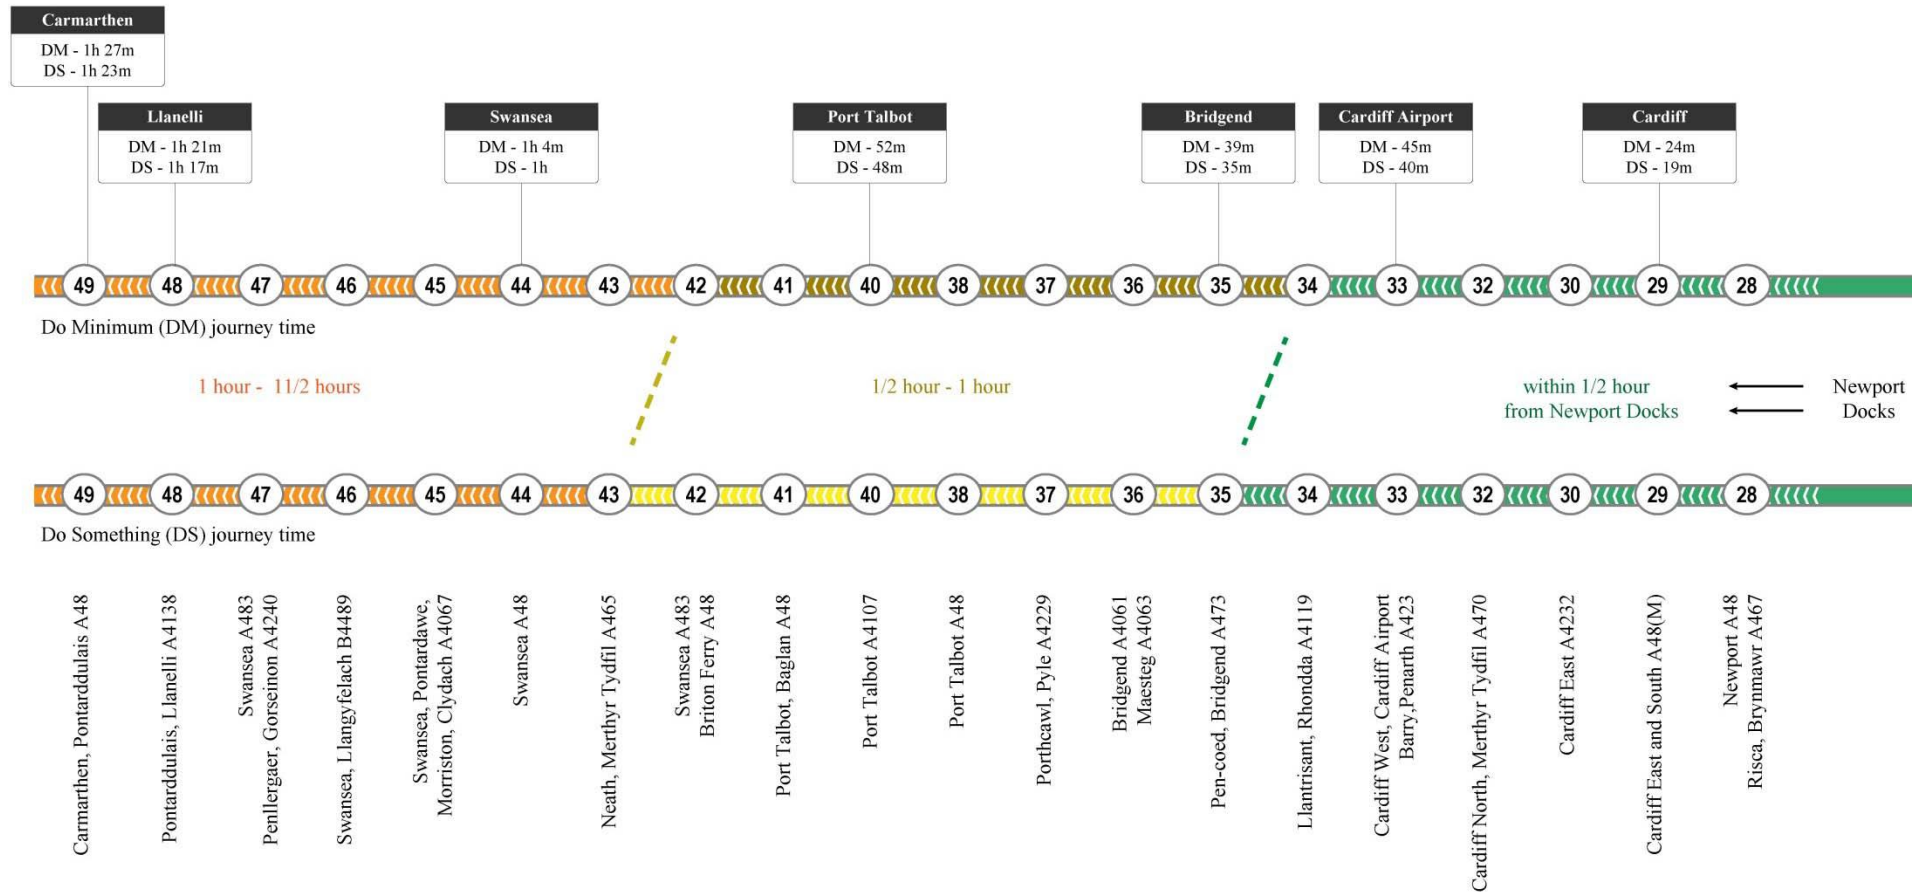 Carmarthen
DM - 1h 27m
DS - 1h 23m
Llanelli
DM - 1h 21m
DS - 1h 17m
Swansea
DM - 1h 4m
DS - 1h
Port Talbot
DM - 52m
DS - 48m
Bridgend
DM - 39m
DS - 35m
Cardiff Airport
DM - 45m
DS - 40m
Cardiff
DM - 24m
DS - 19m
49 48 47 46 45 44 43 42 41 40 38 37 36 35 34 33 32 30 29 28
Do Minimum (DM) journey time
1 hour - 11/2 hours
1/2 hour - 1 hour
within 1/2 hour
from Newport Docks
Newport
Docks
49 48 47 46 45 44 43 42 41 40 38 37 36 35 34 33 32 30 29 28
Do Something (DS) journey time
Carmarthen, Pontarddulais A48
Pontarddulais, Llanelli A4138
Swansea A483
Penllergaer, Gorseinon A4240
Swansea, Llangyfelach B4489
Swansea, Pontardawe,
Morriston, Clydach A4067
Swansea A48
Neath, Merthyr Tydfil A465
Swansea A483
Briton Ferry A48
Port Talbot, Baglan A48
Port Talbot A4107
Port Talbot A48
Porthcawl, Pyle A4229
Bridgend A4061
Maesteg A4063
Pen-coed, Bridgend A473
Llantrisant, Rhonda A4119
Cardiff West, Cardiff Airport
Barry,Penarth A423
Cardiff North, Merthyr Tydfil A470
Cardiff East A4232
Cardiff East and South A48(M)
Newport A48
Risca, Brynmawr A467